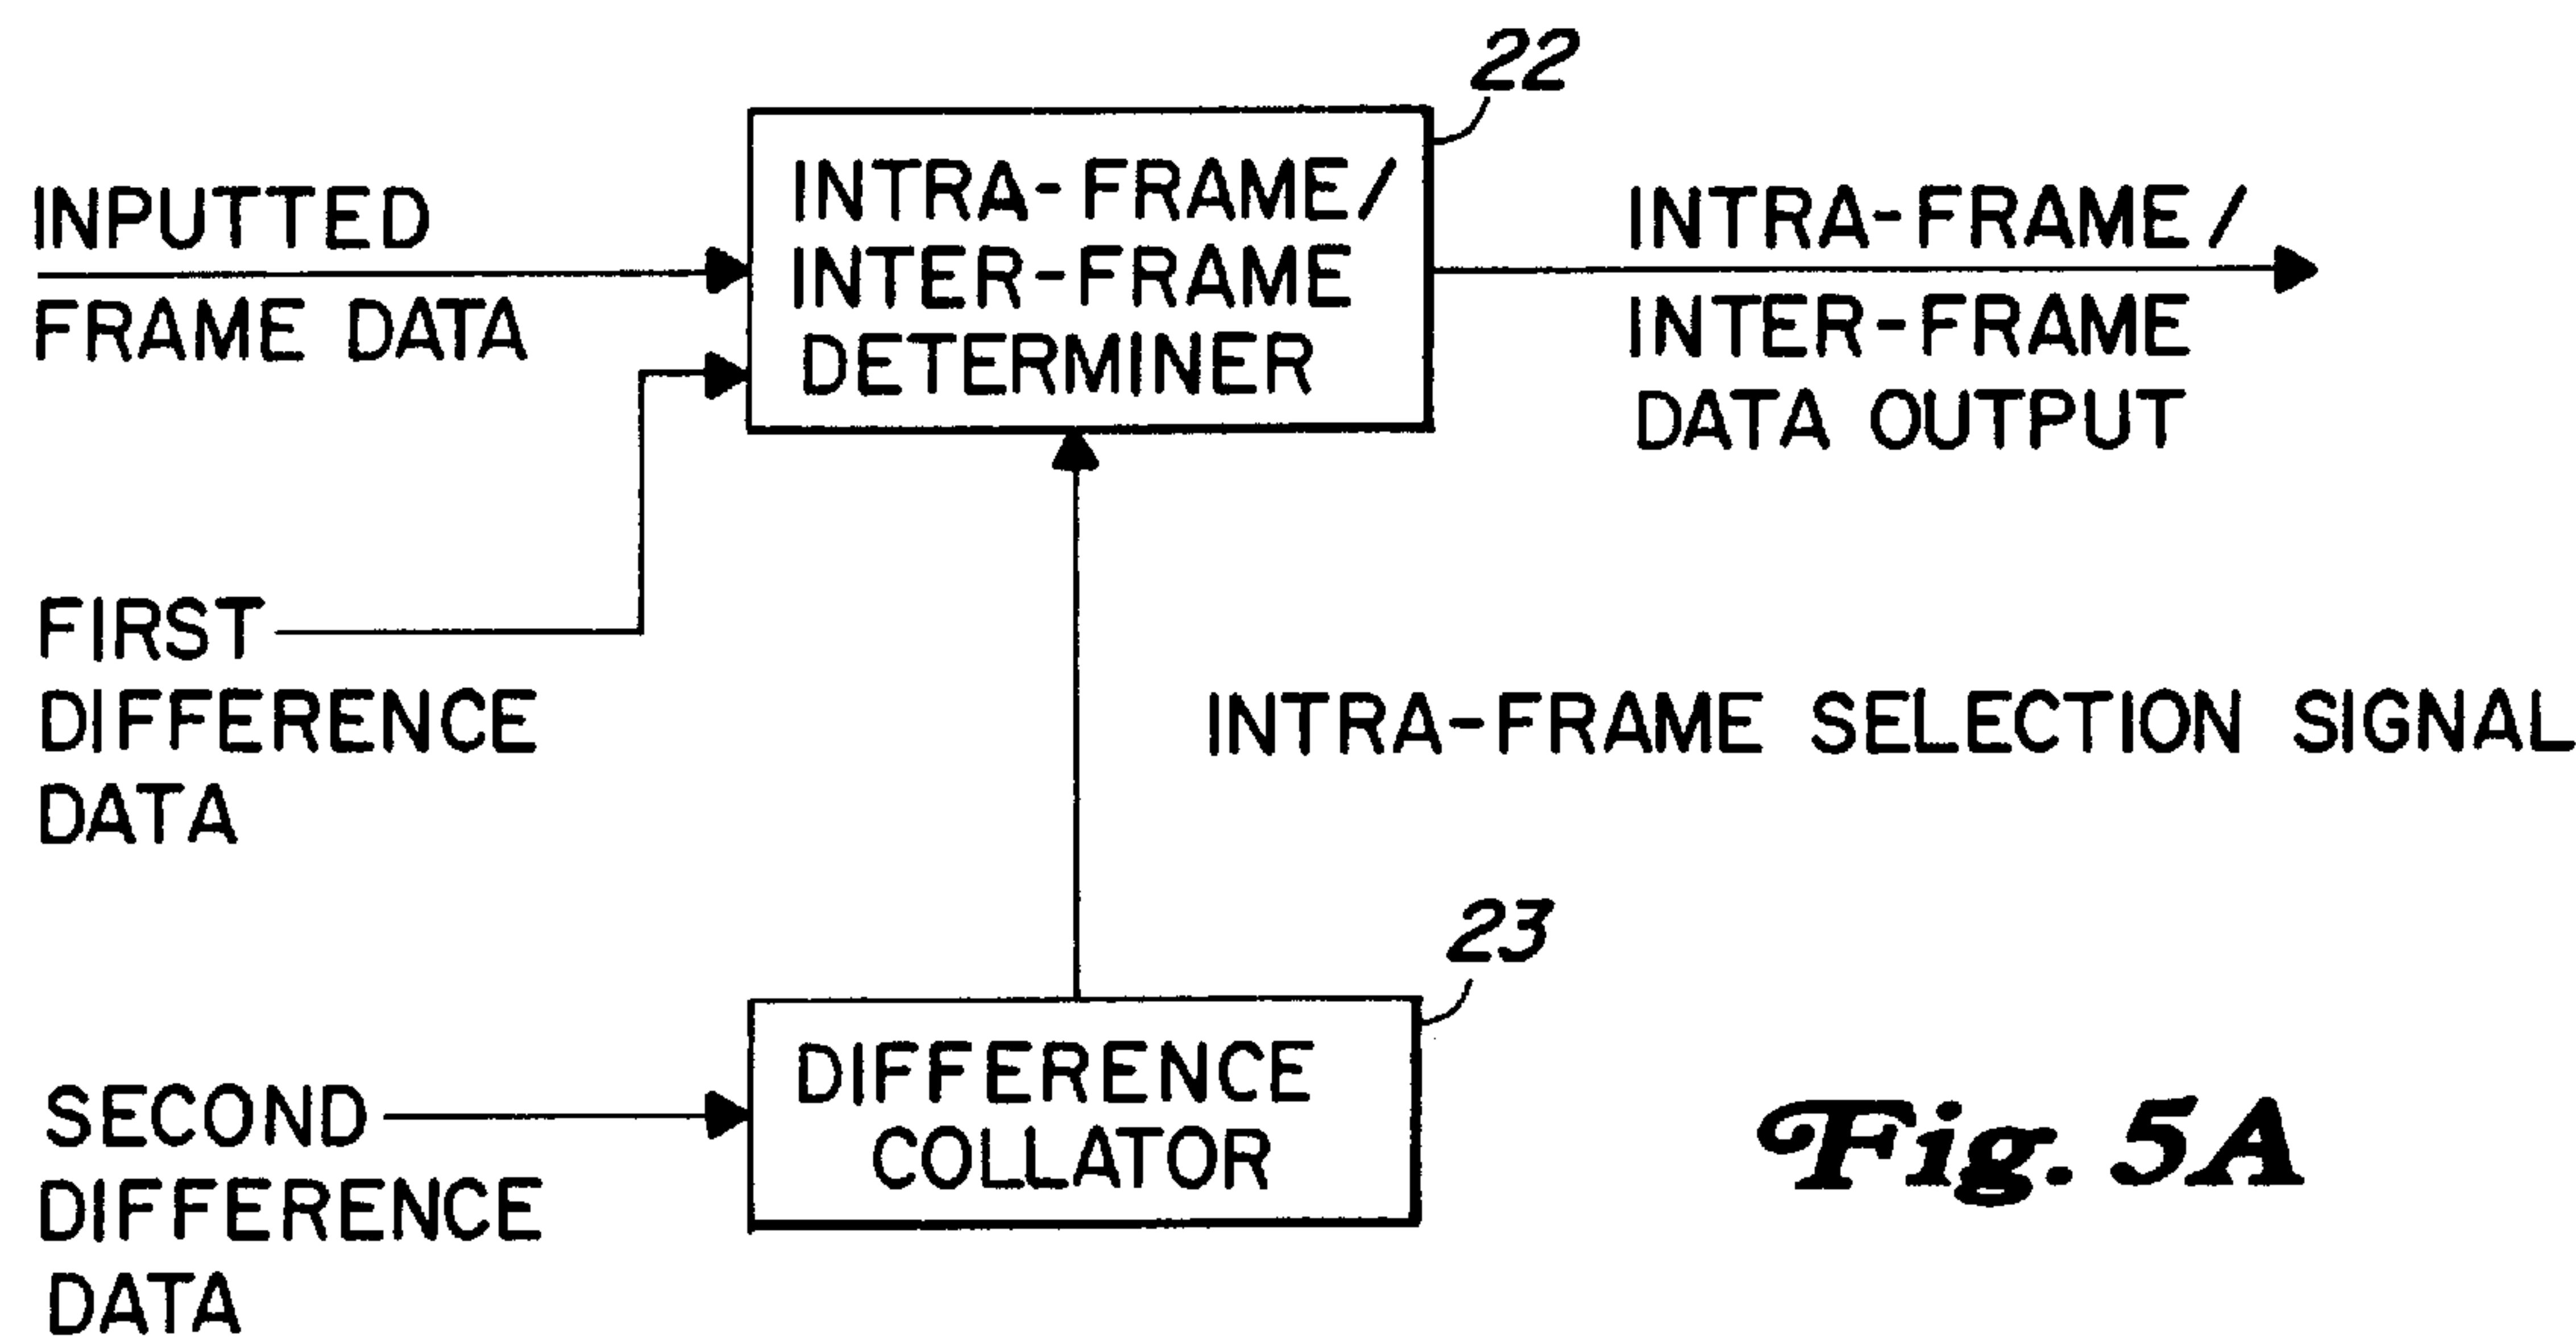 22
INPUTTED
FRAME DATA
INTRA-FRAME/
INTER-FRAME
DETERMINER
INTRA-FRAME/
INTER-FRAME
DATA OUTPUT
FIRST
DIFFERENCE
DATA
INTRA-FRAME SELECTION SIGNAL
23
SECOND
DIFFERENCE
DATA
DIFFERENCE
COLLATOR
Fig. 5A